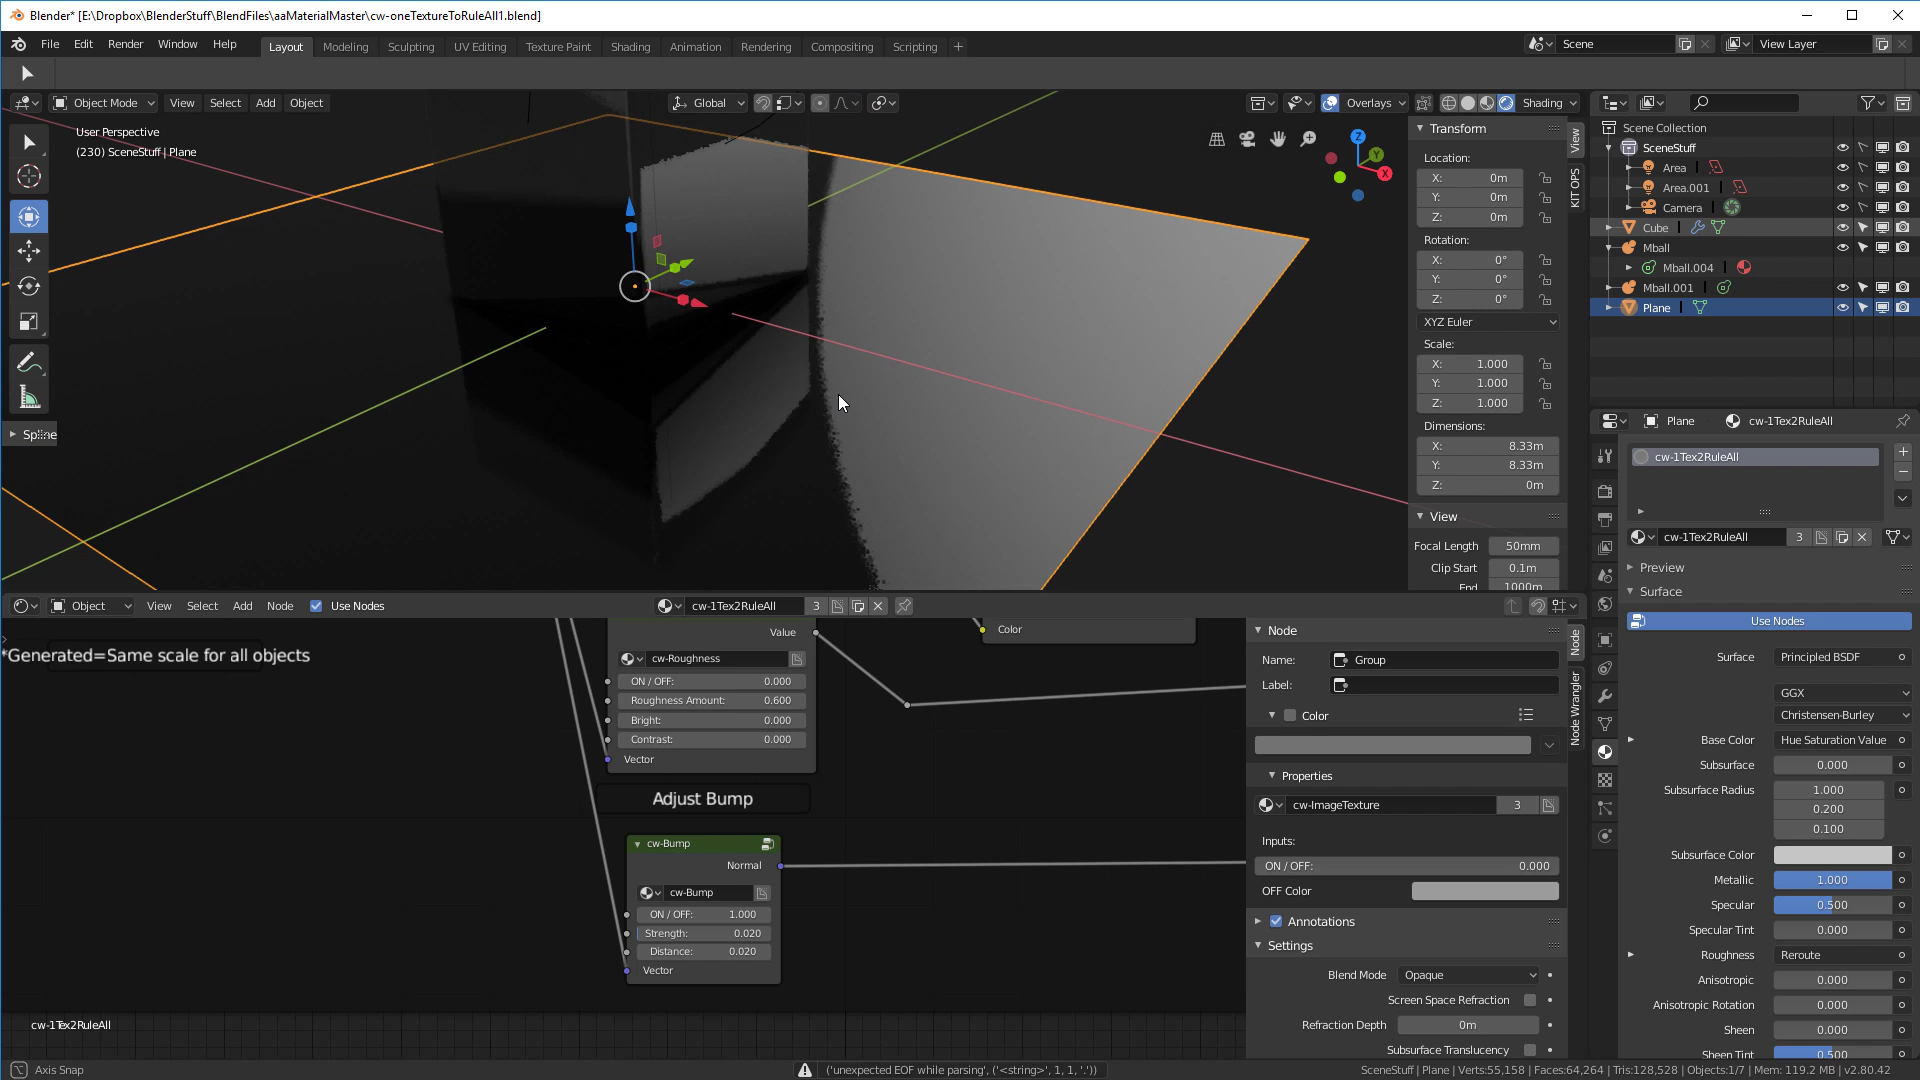 Blender* [E:\Dropbox\BlenderStuff\BlendFiles\aaMaterialMaster\cw-oneTextureToRuleAll1.blend]
File Edit Render Window Help Layout Modeling Sculpting UV Editing Texture Paint Shading Animation Rendering Compositing Scripting + Scene View Layer
Object Mode View Select Add Object Global Overlays Shading
User Perspective
(230) SceneStuff | Plane
Spline
Z
Y
X
Transform
Location:
X: 0m
Y: 0m
Z: 0m
Rotation:
X: 0°
Y: 0°
Z: 0°
XYZ Euler
Scale:
X: 1.000
Y: 1.000
Z: 1.000
Dimensions:
X: 8.33m
Y: 8.33m
Z: 0m
View
Focal Length 50mm
Clip Start 0.1m
End 1000m
View
KIT OPS
Scene Collection
SceneStuff
Area
Area.001
Camera
Cube
Mball
Mball.004
Mball.001
Plane
Plane cw-1Tex2RuleAll
cw-1Tex2RuleAll
cw-1Tex2RuleAll 3
Preview
Surface
Use Nodes
Surface Principled BSDF
GGX
Christensen-Burley
Base Color Hue Saturation Value
Subsurface 0.000
Subsurface Radius 1.000
0.200
0.100
Subsurface Color
Metallic 1.000
Specular 0.500
Specular Tint 0.000
Roughness Reroute
Anisotropic 0.000
Anisotropic Rotation 0.000
Sheen 0.000
Sheen Tint 0.500
Object View Select Add Node Use Nodes cw-1Tex2RuleAll 3
*Generated=Same scale for all objects
Value
cw-Roughness
ON / OFF: 0.000
Roughness Amount: 0.600
Bright: 0.000
Contrast: 0.000
Vector
Color
Adjust Bump
cw-Bump
Normal
cw-Bump
ON / OFF: 1.000
Strength: 0.020
Distance: 0.020
Vector
cw-1Tex2RuleAll
Node
Name: Group
Label:
Color
Properties
cw-ImageTexture 3
Inputs:
ON / OFF: 0.000
OFF Color
Annotations
Settings
Blend Mode Opaque
Screen Space Refraction
Refraction Depth 0m
Subsurface Translucency
Node
Node Wrangler
Axis Snap ('unexpected EOF while parsing', ('<string>', 1, 1, '.')) SceneStuff | Plane | Verts:55,158 | Faces:64,264 | Tris:128,528 | Objects:1/7 | Mem: 119.2 MB | v2.80.42